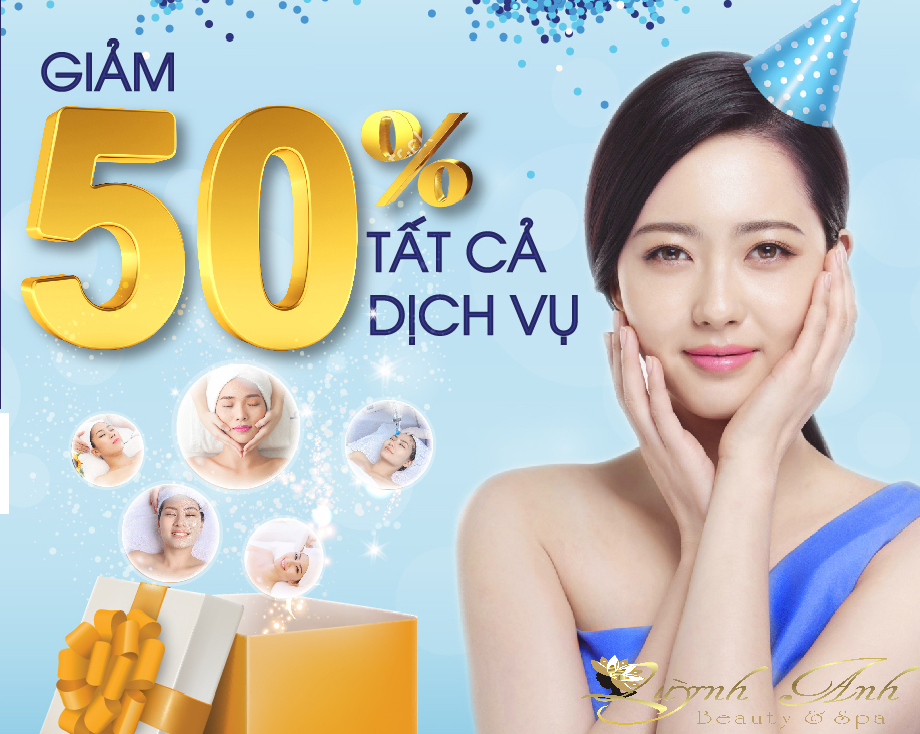 GIẢM
50%
TẤT CẢ
DỊCH VỤ
Quỳnh Anh
Beauty & Spa